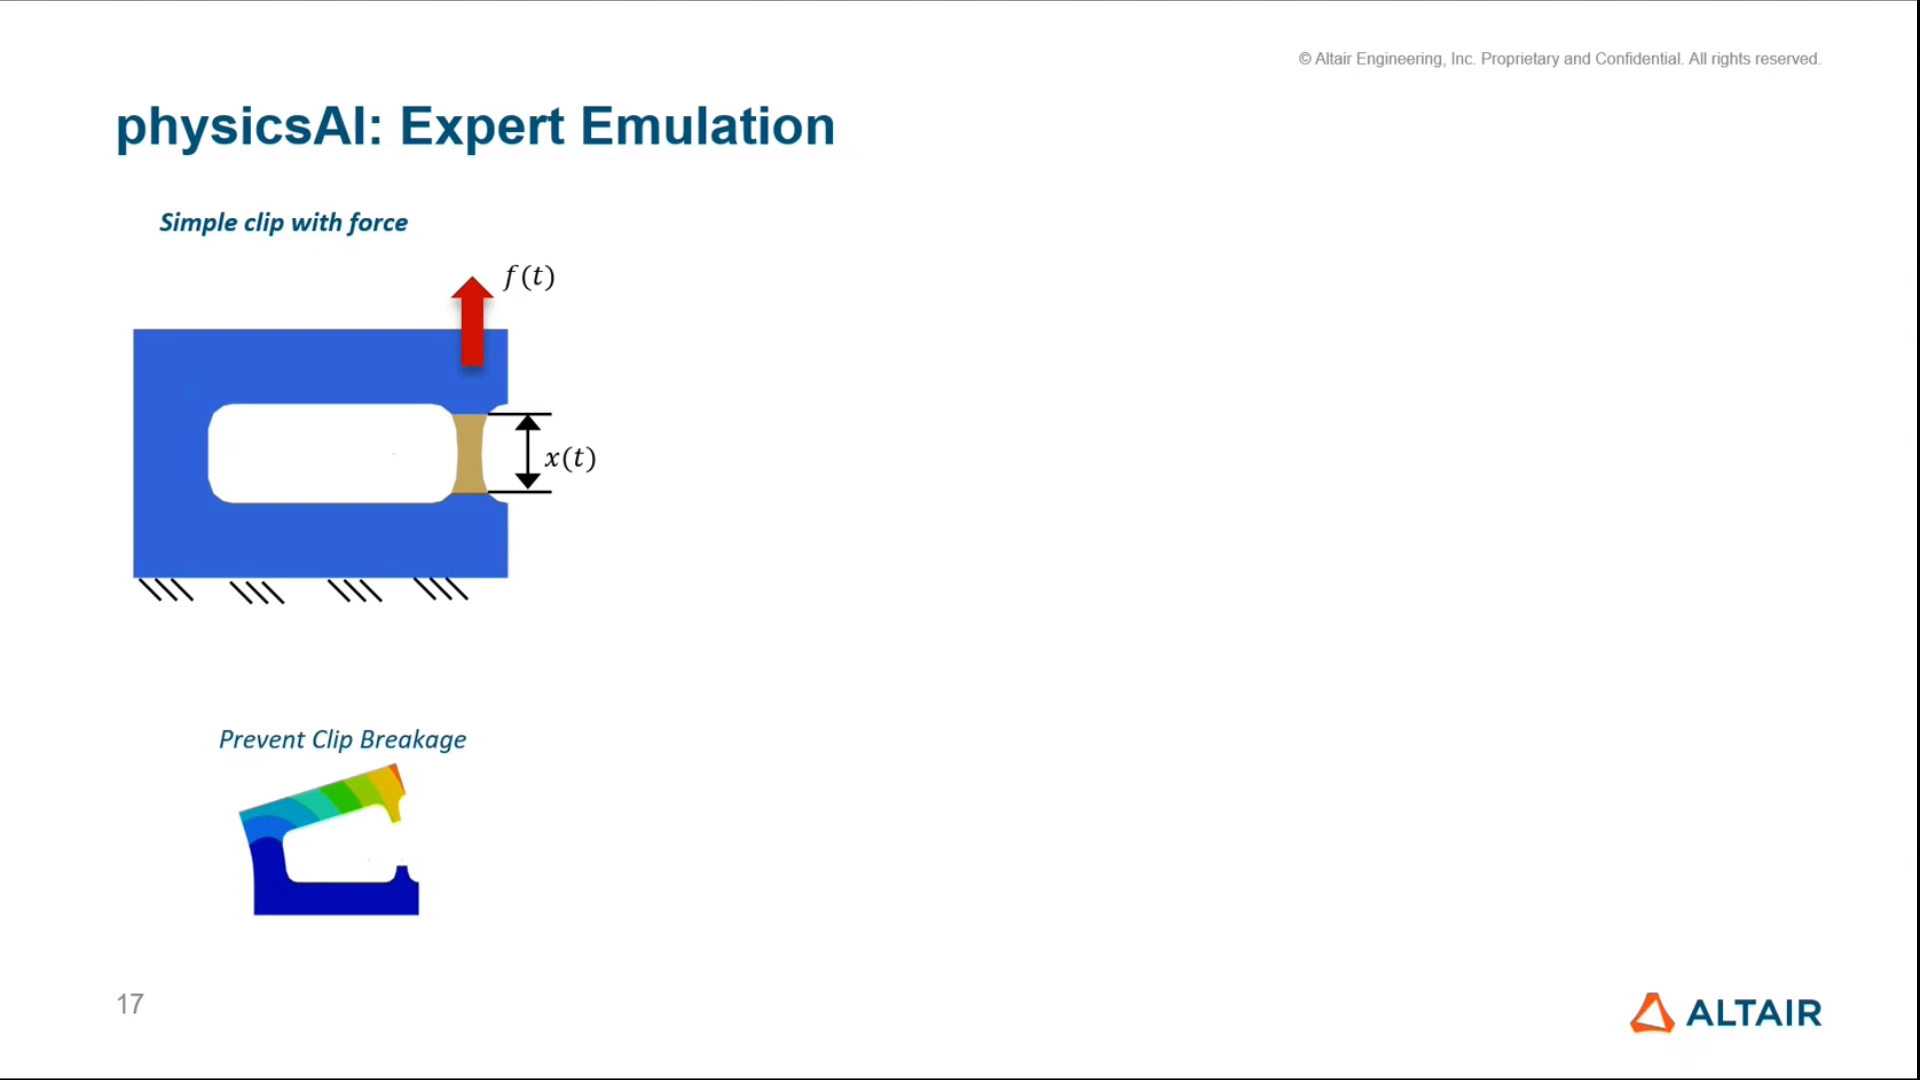 © Altair Engineering, Inc. Proprietary and Confidential. All rights reserved.
physicsAI: Expert Emulation
Simple clip with force
f(t)
x(t)
Prevent Clip Breakage
17
ALTAIR